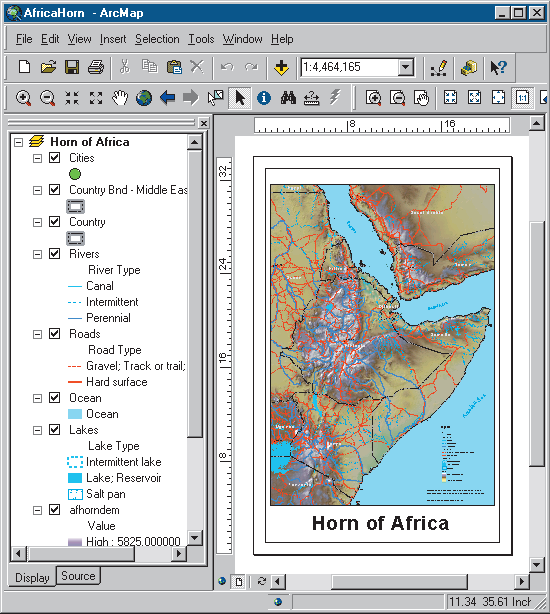 AfricaHorn - ArcMap
File Edit View Insert Selection Tools Window Help
1:4,464,165
1:1
Horn of Africa
Cities
Country Bnd - Middle Eas
Country
Rivers
River Type
Canal
Intermittent
Perennial
Roads
Road Type
Gravel; Track or trail;
Hard surface
Ocean
Ocean
Lakes
Lake Type
Intermittent lake
Lake; Reservoir
Salt pan
afhorndem
Value
High : 5825.000000
Display Source
8 16
32
24
16
8
Horn of Africa
11.34 35.61 Inch